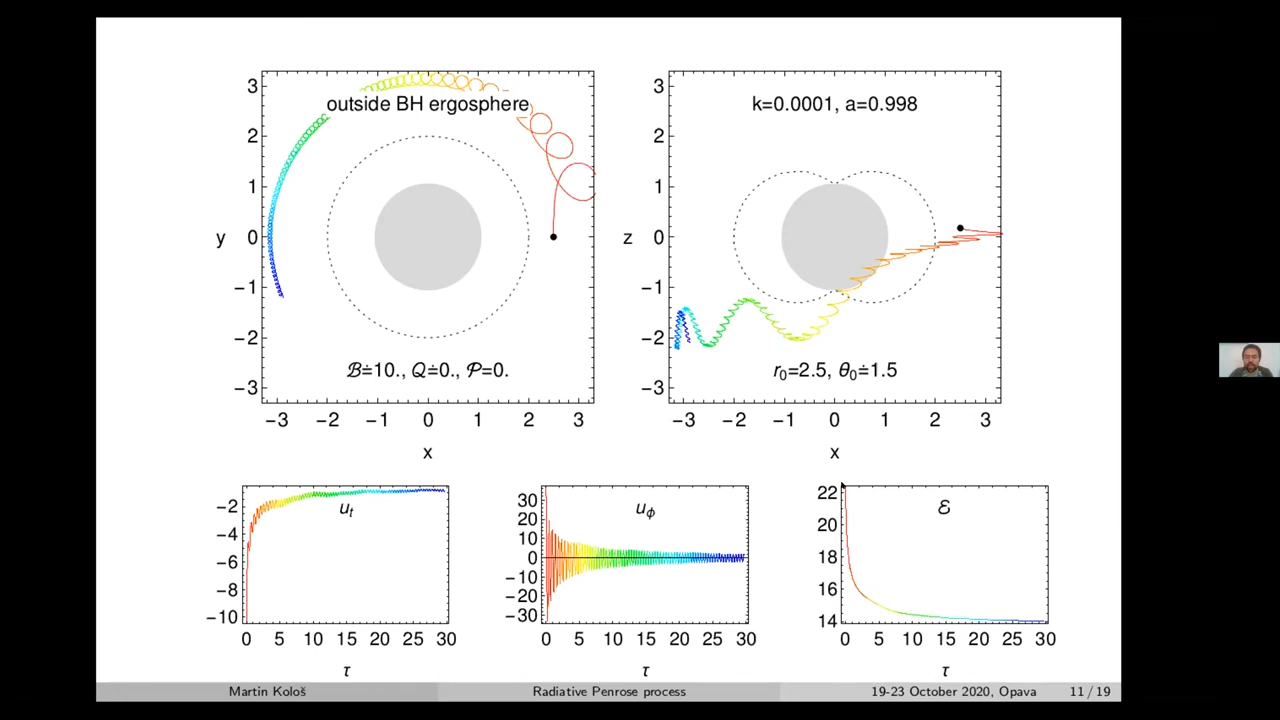 outside BH ergosphere
3
2
1
0
−1
−2
−3
y
−3 −2 −1 0 1 2 3
x
ℬ≐10., Q≐0., 𝒫=0.
k=0.0001, a=0.998
3
2
1
0
−1
−2
−3
z
−3 −2 −1 0 1 2 3
x
r₀=2.5, θ₀≐1.5
u_t
−2
−4
−6
−8
−10
0 5 10 15 20 25 30
τ
u_ϕ
30
20
10
0
−10
−20
−30
0 5 10 15 20 25 30
τ
ℰ
22
20
18
16
14
0 5 10 15 20 25 30
τ
Martin Kološ Radiative Penrose process 19-23 October 2020, Opava 11 / 19